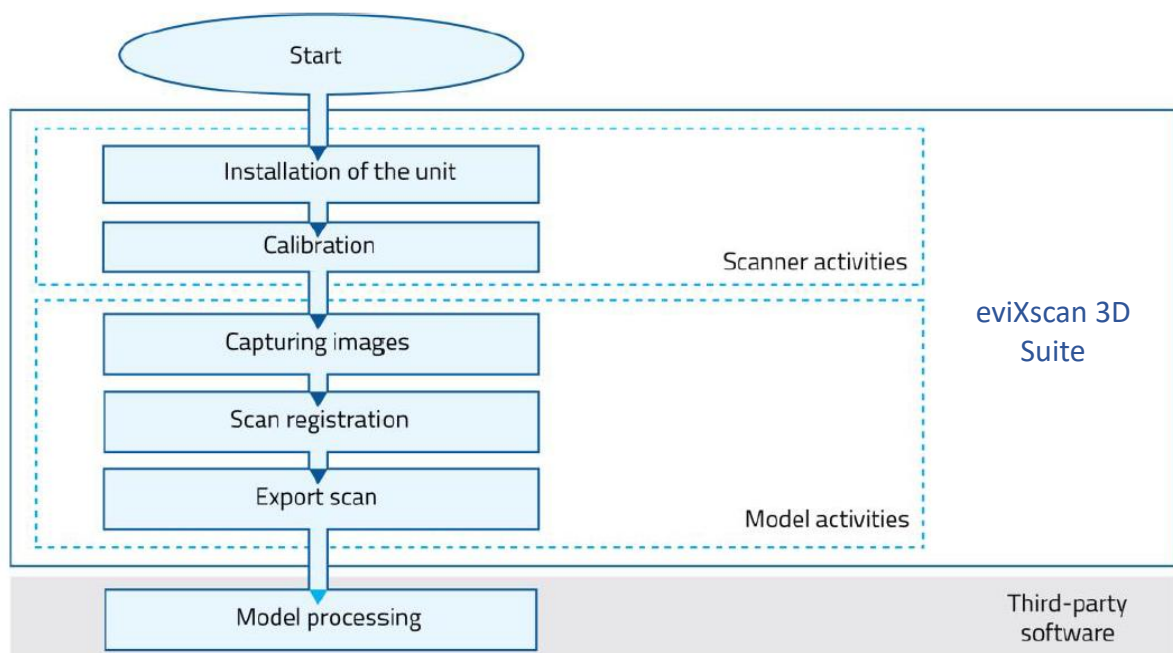 Start
Installation of the unit
Calibration
Scanner activities
Capturing images
eviXscan 3D
Suite
Scan registration
Export scan
Model activities
Model processing
Third-party
software